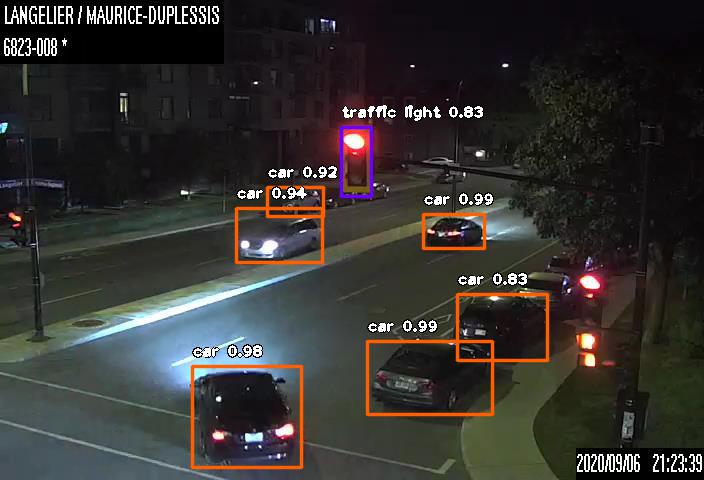 LANGELIER / MAURICE-DUPLESSIS
6823-008 *
traffic light 0.83
car 0.92
car 0.94
car 0.99
car 0.83
car 0.99
car 0.98
2020/09/06 21:23:39